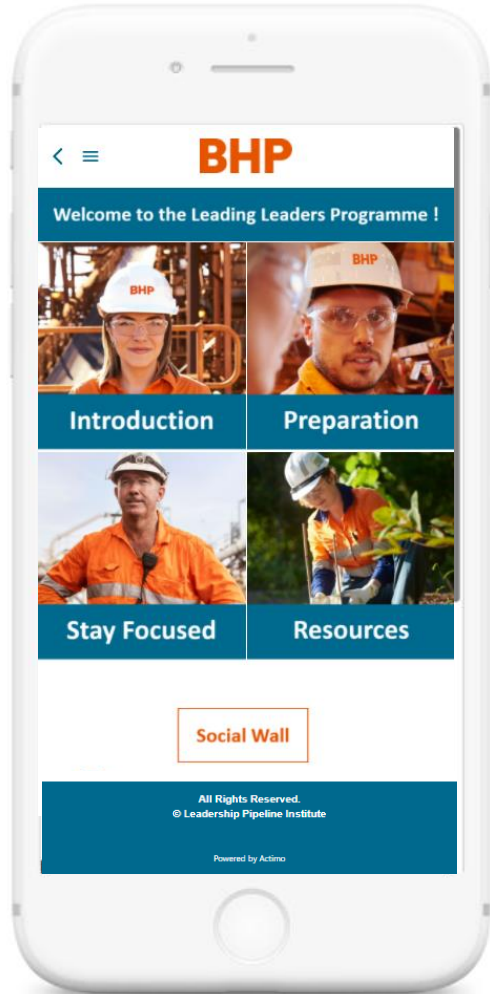 BHP
Welcome to the Leading Leaders Programme !
BHP
BHP
Introduction
Preparation
Stay Focused
Resources
Social Wall
All Rights Reserved.
© Leadership Pipeline Institute
Powered by Actimo